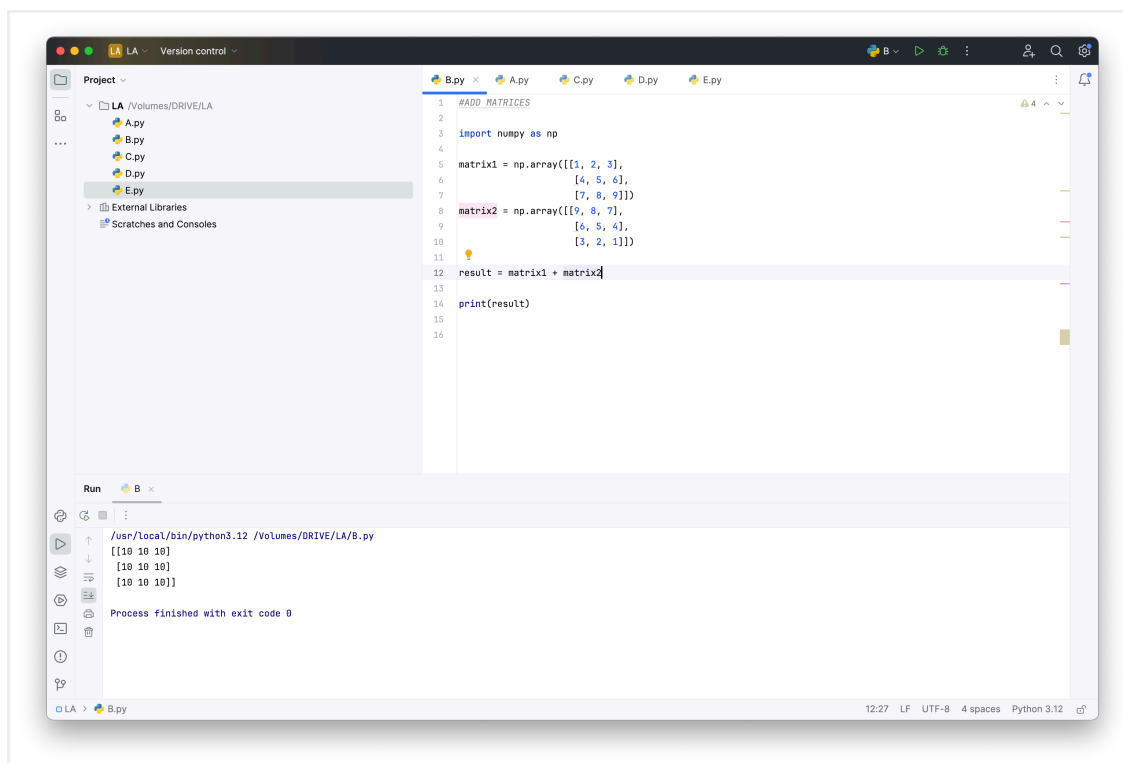 LA LA Version control B
Project
B.py A.py C.py D.py E.py
LA /Volumes/DRIVE/LA
A.py
B.py
C.py
D.py
E.py
External Libraries
Scratches and Consoles
1 #ADD MATRICES
2
3 import numpy as np
4
5 matrix1 = np.array([[1, 2, 3],
6 [4, 5, 6],
7 [7, 8, 9]])
8 matrix2 = np.array([[9, 8, 7],
9 [6, 5, 4],
10 [3, 2, 1]])
11
12 result = matrix1 + matrix2
13
14 print(result)
15
16
4
Run B
/usr/local/bin/python3.12 /Volumes/DRIVE/LA/B.py
[[10 10 10]
[10 10 10]
[10 10 10]]
Process finished with exit code 0
LA > B.py 12:27 LF UTF-8 4 spaces Python 3.12